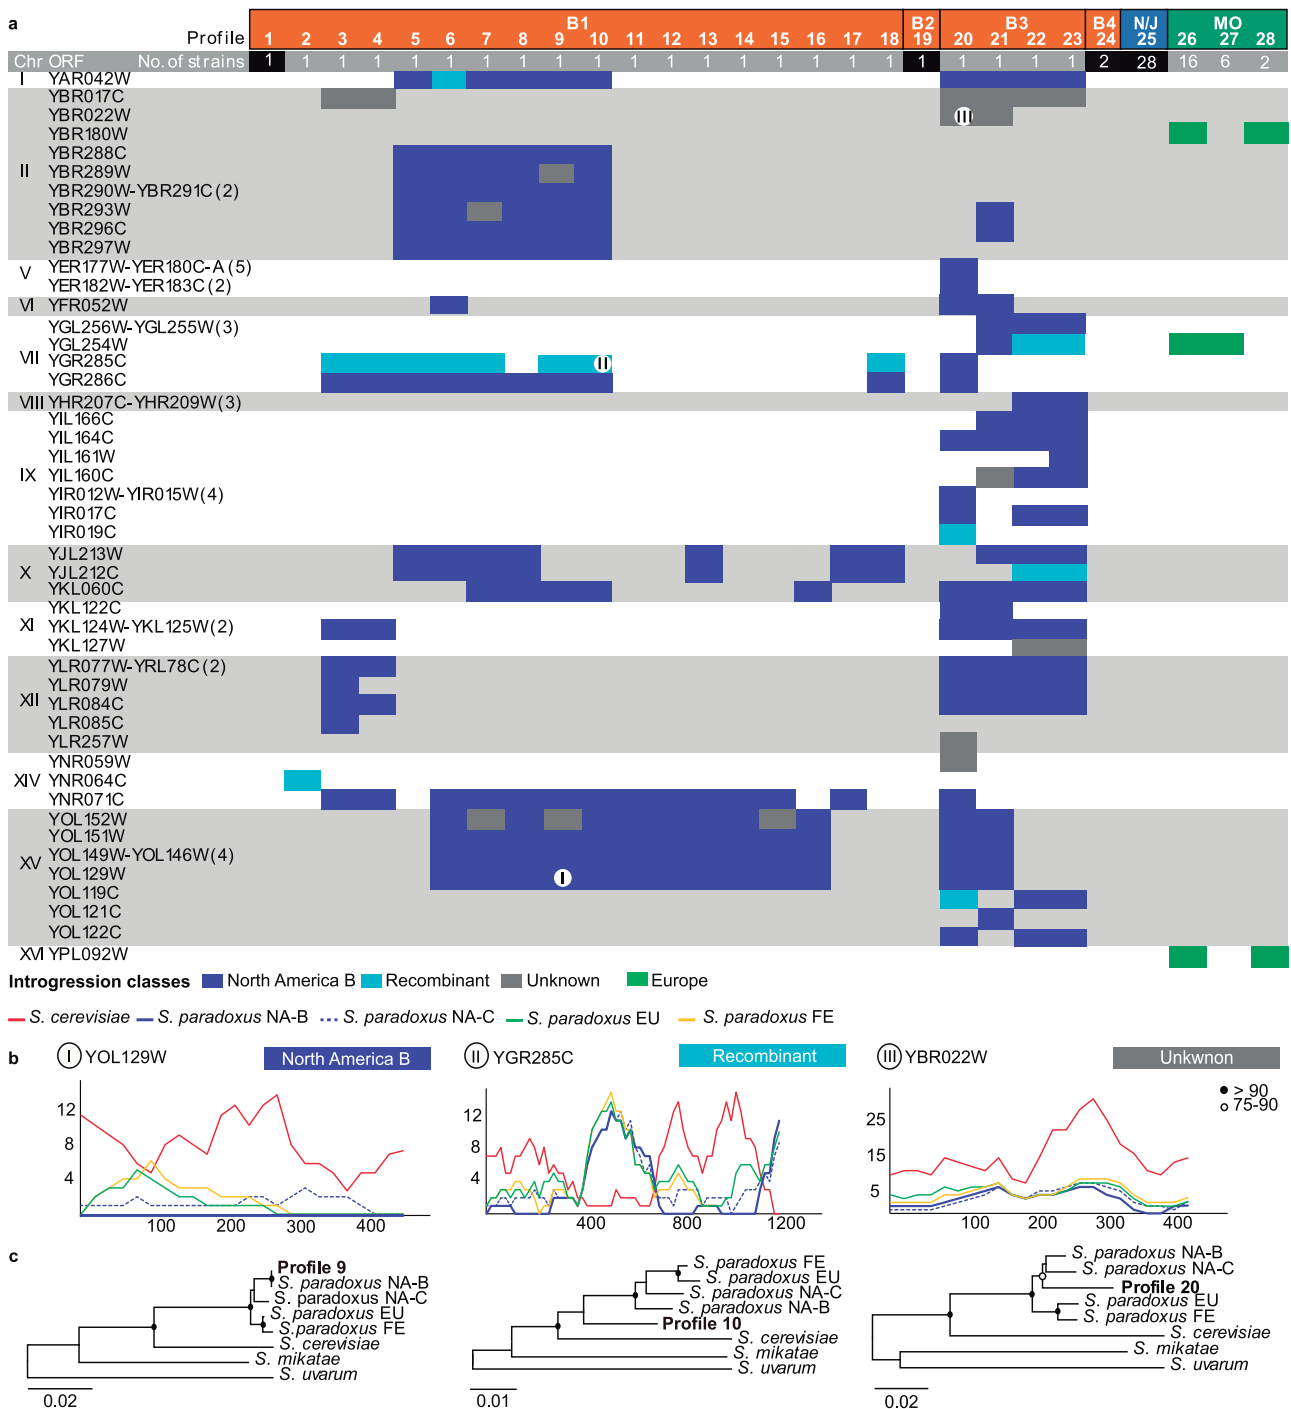 a
B1 B2 B3 B4 N/J MO
Profile 1 2 3 4 5 6 7 8 9 10 11 12 13 14 15 16 17 18 19 20 21 22 23 24 25 26 27 28
Chr ORF No. of strains 1 1 1 1 1 1 1 1 1 1 1 1 1 1 1 1 1 1 1 1 1 1 1 2 28 16 6 2
I YAR042W
YBR017C
YBR022W III
YBR180W
YBR288C
II YBR289W
YBR290W-YBR291C (2)
YBR293W
YBR296C
YBR297W
V YER177W-YER180C-A (5)
YER182W-YER183C (2)
VI YFR052W
YGL256W-YGL255W (3)
YGL254W
VII YGR285C II
YGR286C
VIII YHR207C-YHR209W (3)
YIL166C
YIL164C
YIL161W
IX YIL160C
YIR012W-YIR015W (4)
YIR017C
YIR019C
YJL213W
X YJL212C
YKL060C
YKL122C
XI YKL124W-YKL125W (2)
YKL127W
YLR077W-YRL78C (2)
YLR079W
XII YLR084C
YLR085C
YLR257W
YNR059W
XIV YNR064C
YNR071C
YOL152W
YOL151W
XV YOL149W-YOL146W (4)
YOL129W I
YOL119C
YOL121C
YOL122C
XVI YPL092W
Introgression classes North America B Recombinant Unknown Europe
S. cerevisiae S. paradoxus NA-B S. paradoxus NA-C S. paradoxus EU S. paradoxus FE
b
I YOL129W North America B
12
8
4
100 200 300 400
II YGR285C Recombinant
12
8
4
400 800 1200
III YBR022W Unkwnon
> 90
75-90
25
15
5
100 200 300 400
c
Profile 9
S. paradoxus NA-B
S. paradoxus NA-C
S. paradoxus EU
S. paradoxus FE
S. cerevisiae
S. mikatae
S. uvarum
0.02
S. paradoxus FE
S. paradoxus EU
S. paradoxus NA-C
S. paradoxus NA-B
Profile 10
S. cerevisiae
S. mikatae
S. uvarum
0.01
S. paradoxus NA-B
S. paradoxus NA-C
Profile 20
S. paradoxus EU
S. paradoxus FE
S. cerevisiae
S. mikatae
S. uvarum
0.02